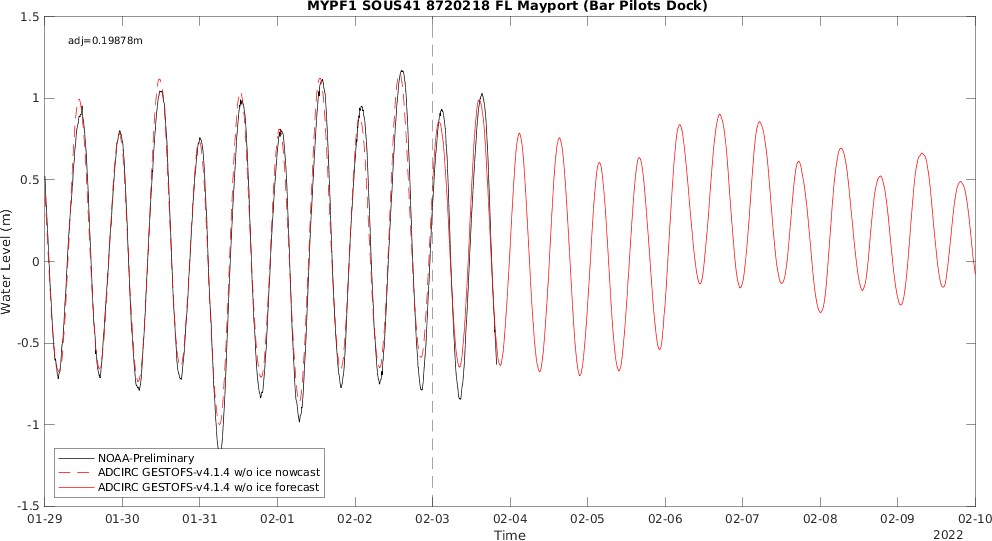 MYPF1 SOUS41 8720218 FL Mayport (Bar Pilots Dock)
1.5
adj=0.19878m
1
0.5
0
-0.5
-1
-1.5
Water Level (m)
NOAA-Preliminary
ADCIRC GESTOFS-v4.1.4 w/o ice nowcast
ADCIRC GESTOFS-v4.1.4 w/o ice forecast
01-29 01-30 01-31 02-01 02-02 02-03 02-04 02-05 02-06 02-07 02-08 02-09 02-10
Time
2022